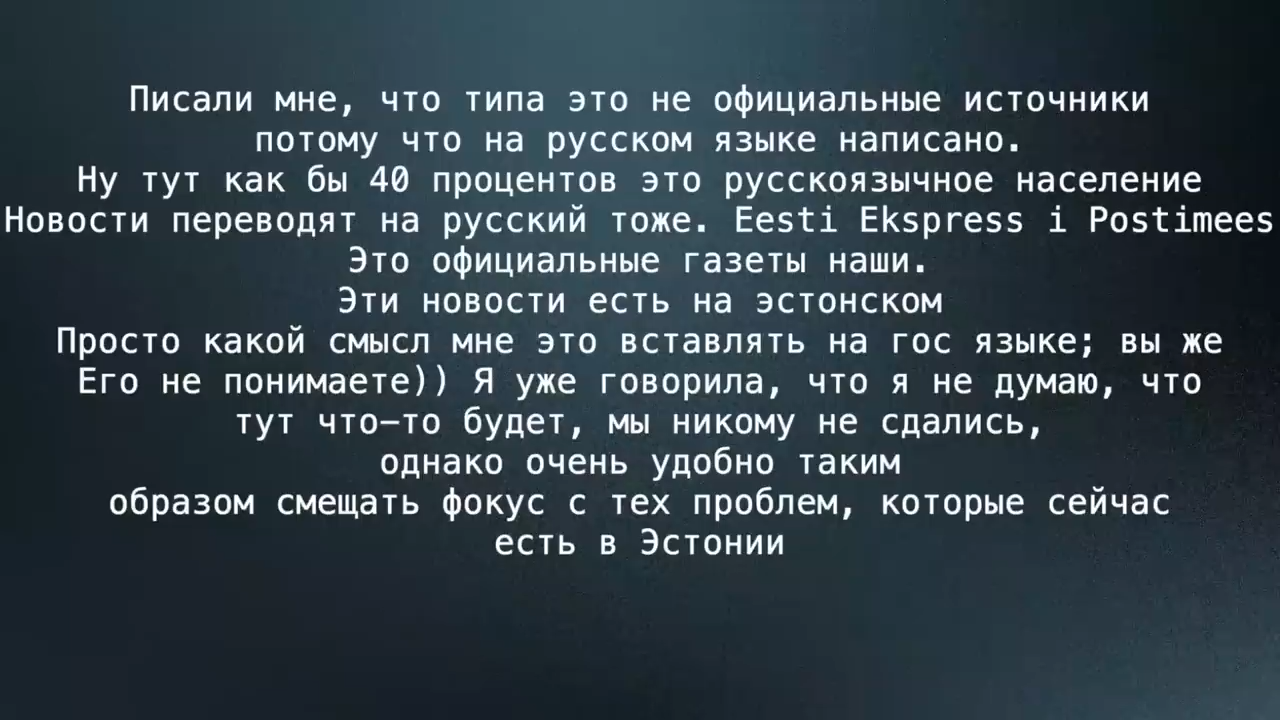 Писали мне, что типа это не официальные источники
потому что на русском языке написано.
Ну тут как бы 40 процентов это русскоязычное население
Новости переводят на русский тоже. Eesti Ekspress i Postimees
Это официальные газеты наши.
Эти новости есть на эстонском
Просто какой смысл мне это вставлять на гос языке; вы же
Его не понимаете)) Я уже говорила, что я не думаю, что
тут что-то будет, мы никому не сдались,
однако очень удобно таким
образом смещать фокус с тех проблем, которые сейчас
есть в Эстонии